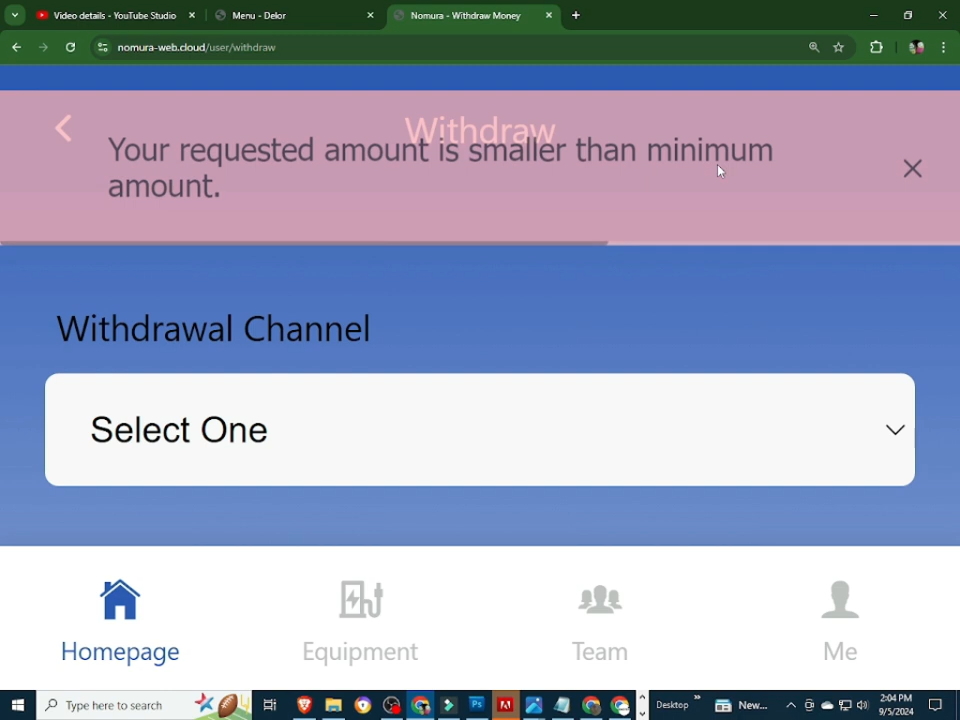 Video details - YouTube Studio
Menu - Delor
Nomura - Withdraw Money
nomura-web.cloud/user/withdraw
Withdraw
Your requested amount is smaller than minimum
amount.
Withdrawal Channel
Select One
Homepage
Equipment
Team
Me
Type here to search
Desktop
New...
2:04 PM
9/5/2024